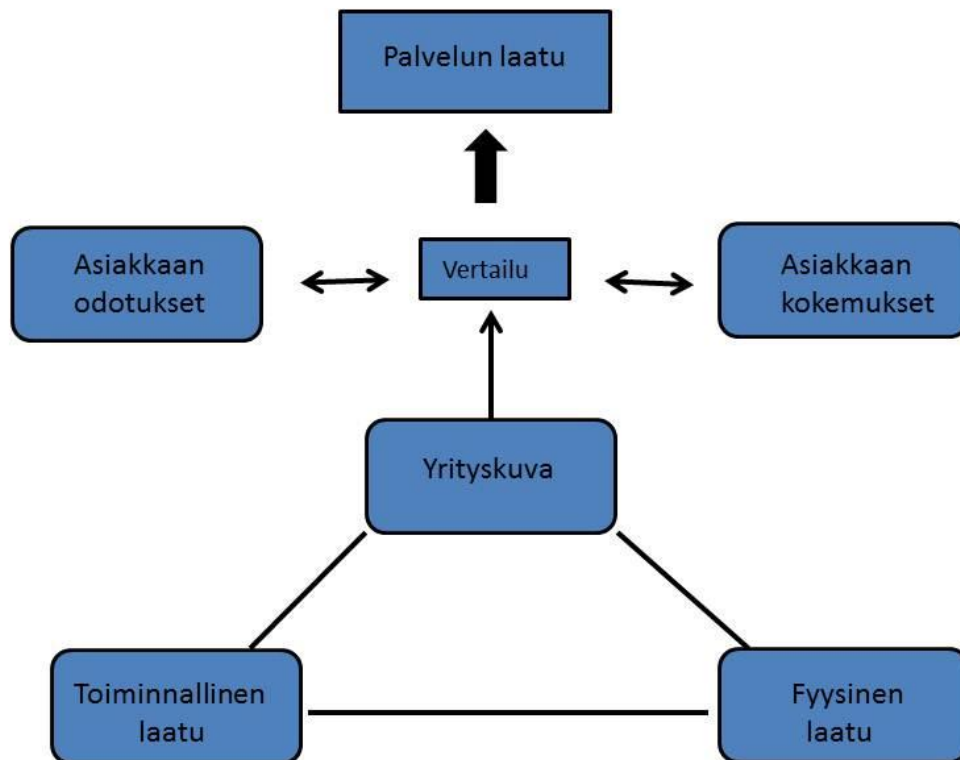 Palvelun laatu
Asiakkaan
odotukset
Vertailu
Asiakkaan
kokemukset
Yrityskuva
Toiminnallinen
laatu
Fyysinen
laatu